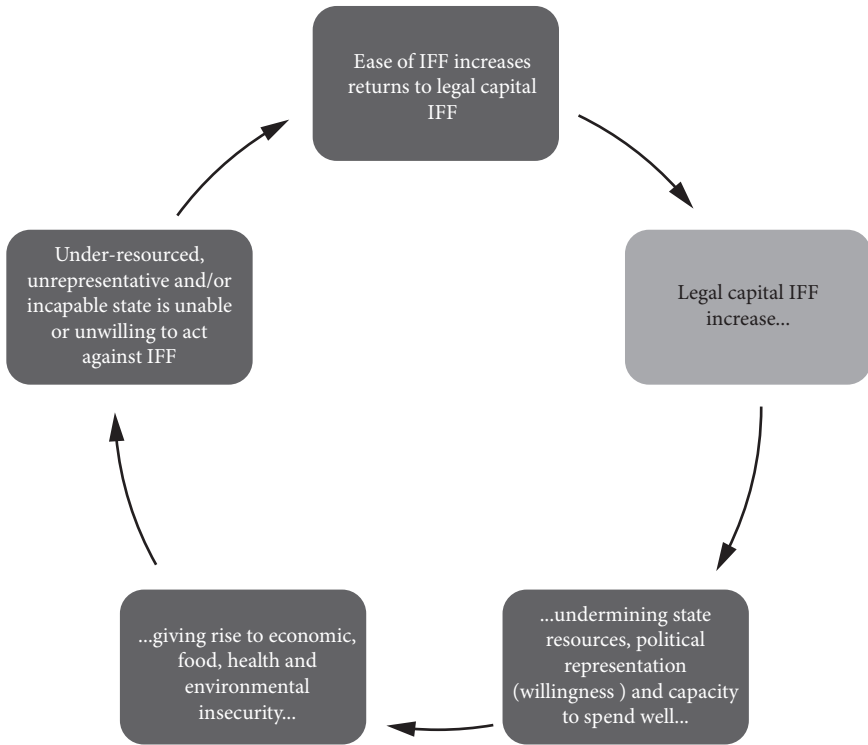 Ease of IFF increases
returns to legal capital
IFF
Legal capital IFF
increase...
...undermining state
resources, political
representation
(willingness ) and capacity
to spend well...
...giving rise to economic,
food, health and
environmental
insecurity...
Under-resourced,
unrepresentative and/or
incapable state is unable
or unwilling to act
against IFF